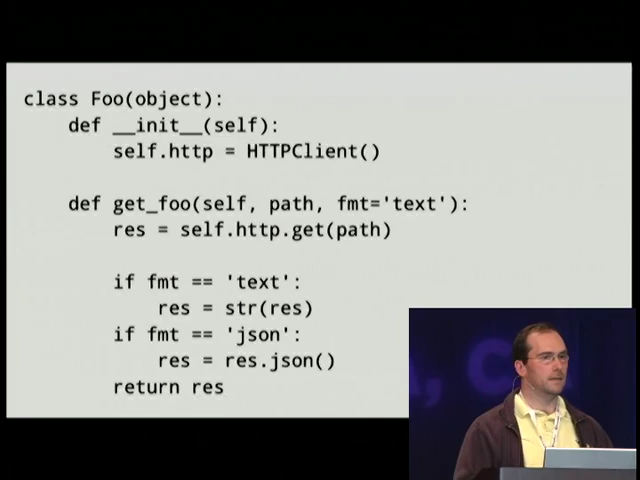 class Foo(object):
    def __init__(self):
        self.http = HTTPClient()

    def get_foo(self, path, fmt='text'):
        res = self.http.get(path)

        if fmt == 'text':
            res = str(res)
        if fmt == 'json':
            res = res.json()
        return res